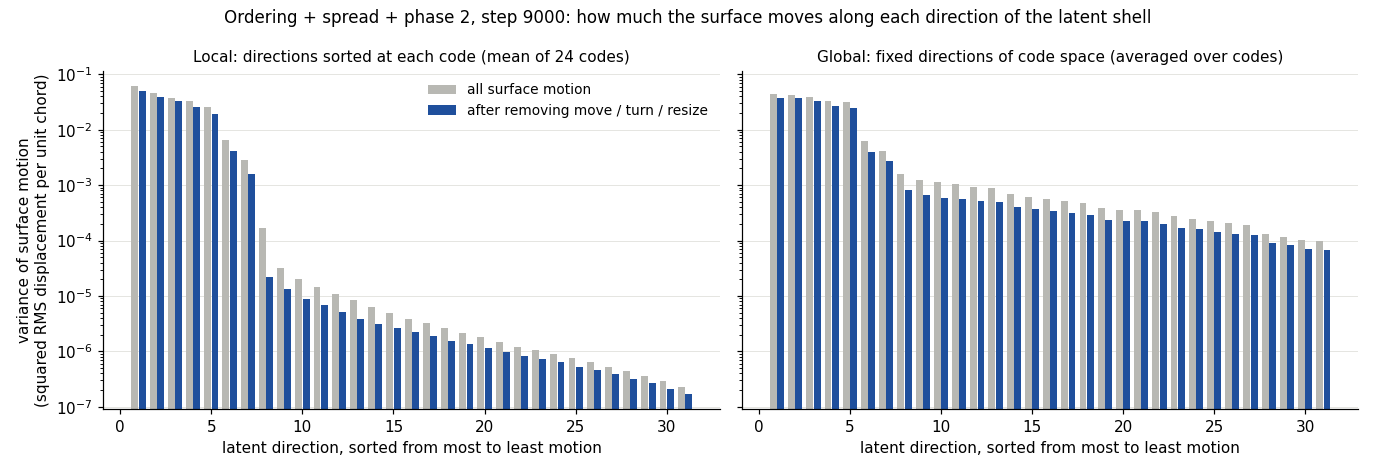 Ordering + spread + phase 2, step 9000: how much the surface moves along each direction of the latent shell
Local: directions sorted at each code (mean of 24 codes)
Global: fixed directions of code space (averaged over codes)
variance of surface motion
(squared RMS displacement per unit chord)
10⁻¹
10⁻²
10⁻³
10⁻⁴
10⁻⁵
10⁻⁶
10⁻⁷
all surface motion
after removing move / turn / resize
0 5 10 15 20 25 30
0 5 10 15 20 25 30
latent direction, sorted from most to least motion
latent direction, sorted from most to least motion